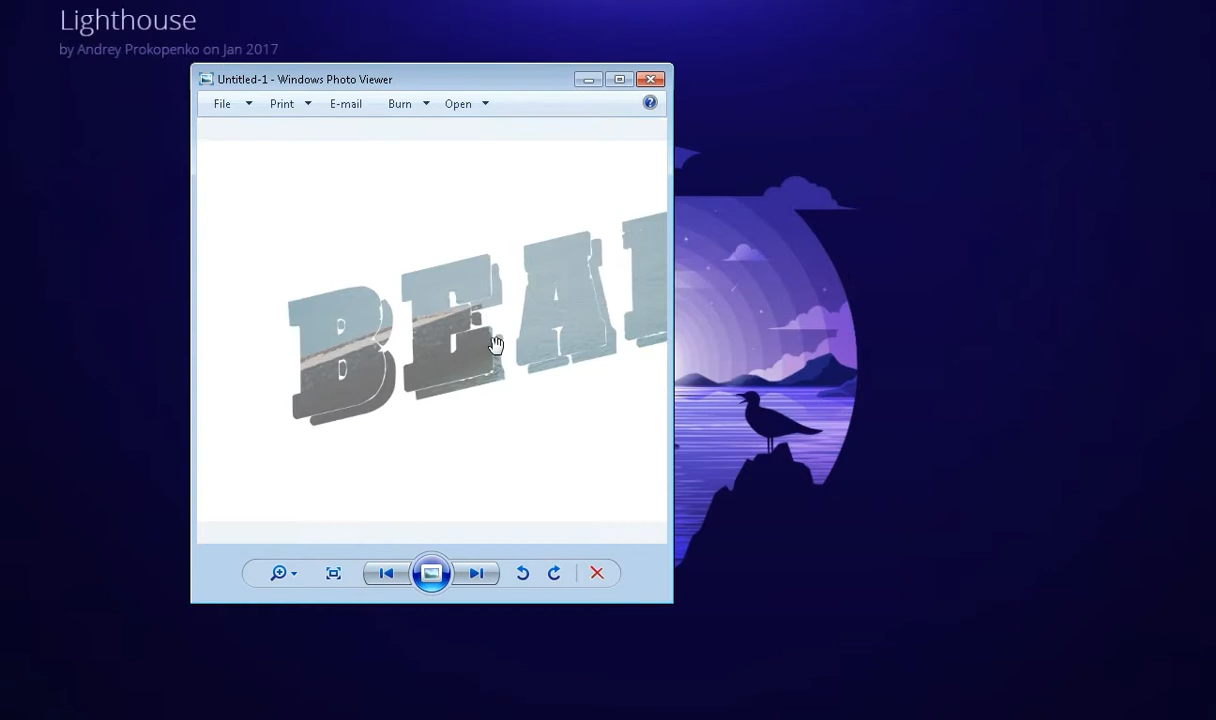 Lighthouse
by Andrey Prokopenko on Jan 2017
Untitled-1 - Windows Photo Viewer
File Print E-mail Burn Open
BEA